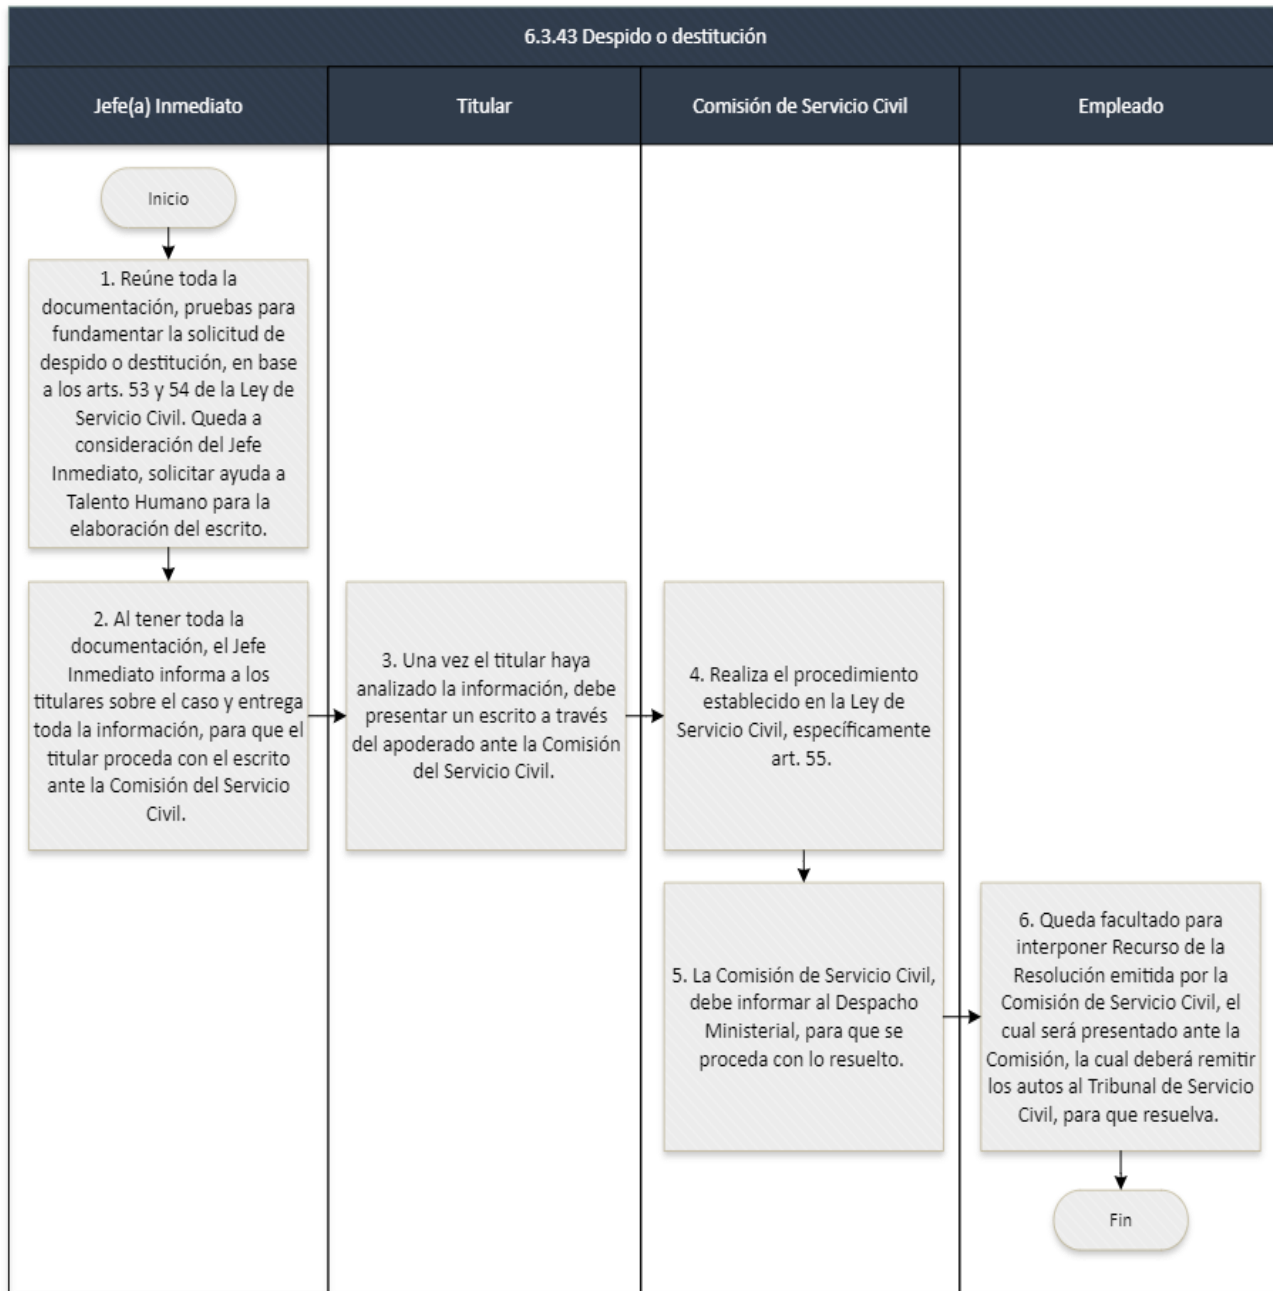 6.3.43 Despido o destitución
Jefe(a) Inmediato
Titular
Comisión de Servicio Civil
Empleado
Inicio
1. Reúne toda la
documentación, pruebas para
fundamentar la solicitud de
despido o destitución, en base
a los arts. 53 y 54 de la Ley de
Servicio Civil. Queda a
consideración del Jefe
Inmediato, solicitar ayuda a
Talento Humano para la
elaboración del escrito.
2. Al tener toda la
documentación, el Jefe
Inmediato informa a los
titulares sobre el caso y entrega
toda la información, para que el
titular proceda con el escrito
ante la Comisión del Servicio
Civil.
3. Una vez el titular haya
analizado la información, debe
presentar un escrito a través
del apoderado ante la Comisión
del Servicio Civil.
4. Realiza el procedimiento
establecido en la Ley de
Servicio Civil, específicamente
art. 55.
5. La Comisión de Servicio Civil,
debe informar al Despacho
Ministerial, para que se
proceda con lo resuelto.
6. Queda facultado para
interponer Recurso de la
Resolución emitida por la
Comisión de Servicio Civil, el
cual será presentado ante la
Comisión, la cual deberá remitir
los autos al Tribunal de Servicio
Civil, para que resuelva.
Fin